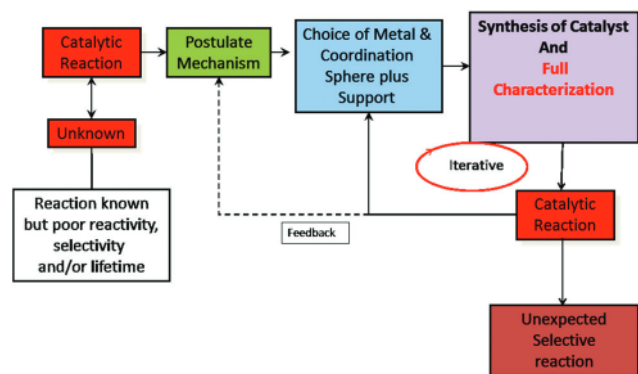 Catalytic
Reaction
Postulate
Mechanism
Choice of Metal &
Coordination
Sphere plus
Support
Synthesis of Catalyst
And
Full
Characterization
Unknown
Iterative
Reaction known
but poor reactivity,
selectivity
and/or lifetime
Feedback
Catalytic
Reaction
Unexpected
Selective
reaction